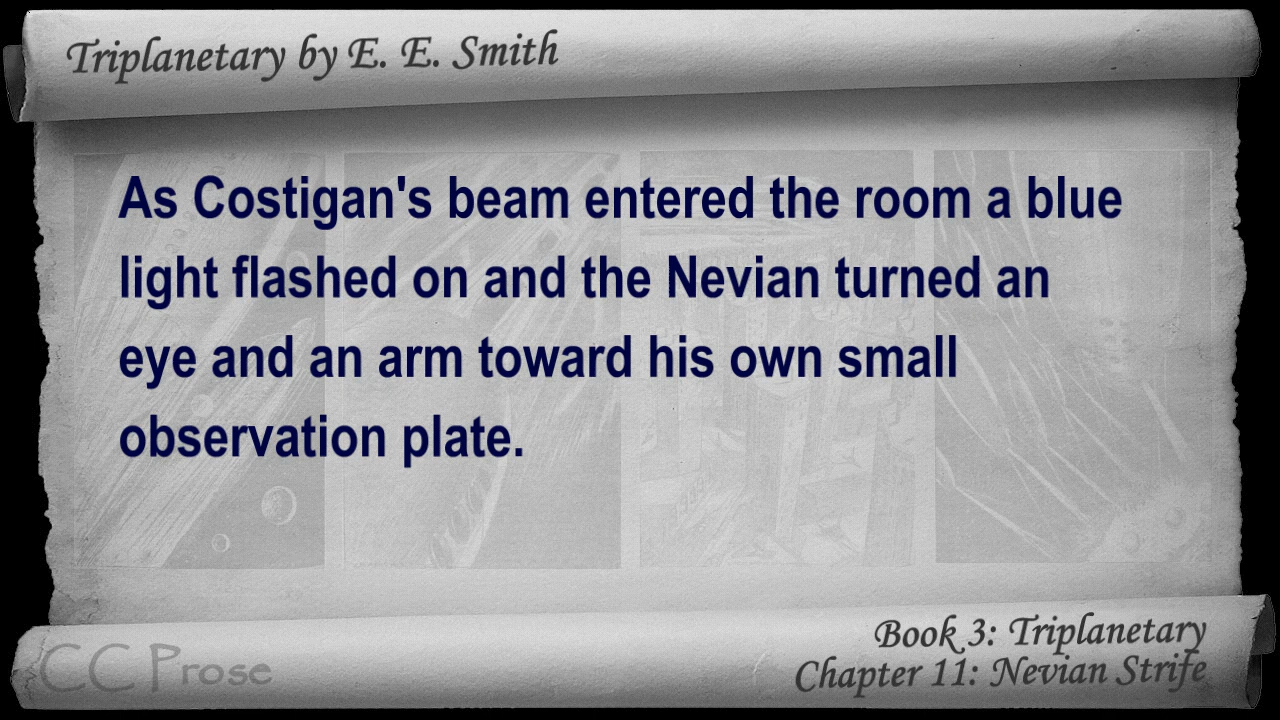 Triplanetary by E. E. Smith
As Costigan's beam entered the room a blue
light flashed on and the Nevian turned an
eye and an arm toward his own small
observation plate.
Book 3: Triplanetary
Chapter 11: Nevian Strife
CC Prose